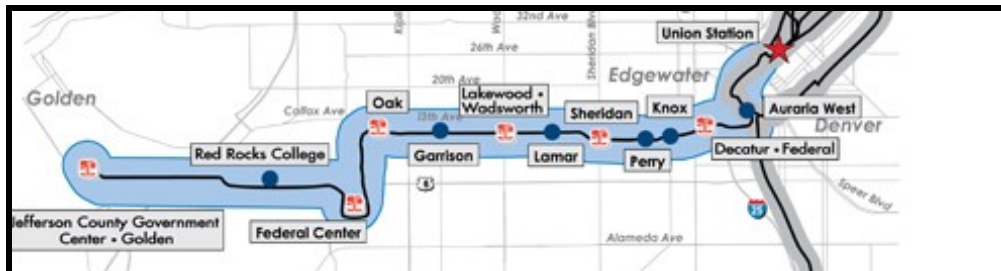 32nd Ave
Union Station
26th Ave
Sheridan Blvd
Edgewater
20th Ave
Golden
Oak
Lakewood •
Wadsworth
Colfax Ave
13th Ave
Sheridan
Knox
Auraria West
Denver
Red Rocks College
Garrison
Lamar
Perry
Decatur • Federal
6
Speer Blvd
25
Jefferson County Government
Center • Golden
Federal Center
Alameda Ave